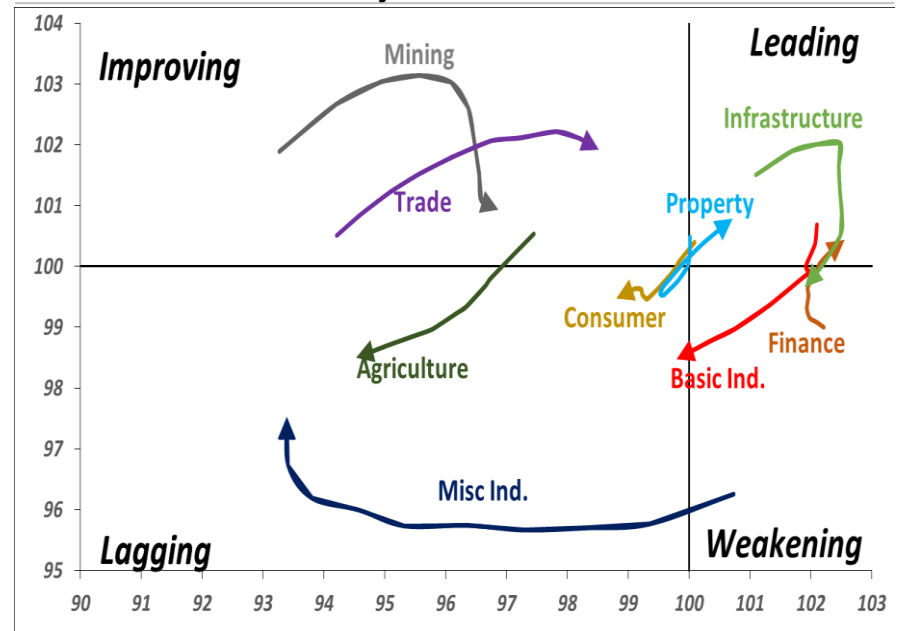 104
103
102
101
100
99
98
97
96
95
Improving
Leading
Mining
Infrastructure
Trade
Property
Consumer
Finance
Agriculture
Basic Ind.
Misc Ind.
Lagging
Weakening
90 91 92 93 94 95 96 97 98 99 100 101 102 103